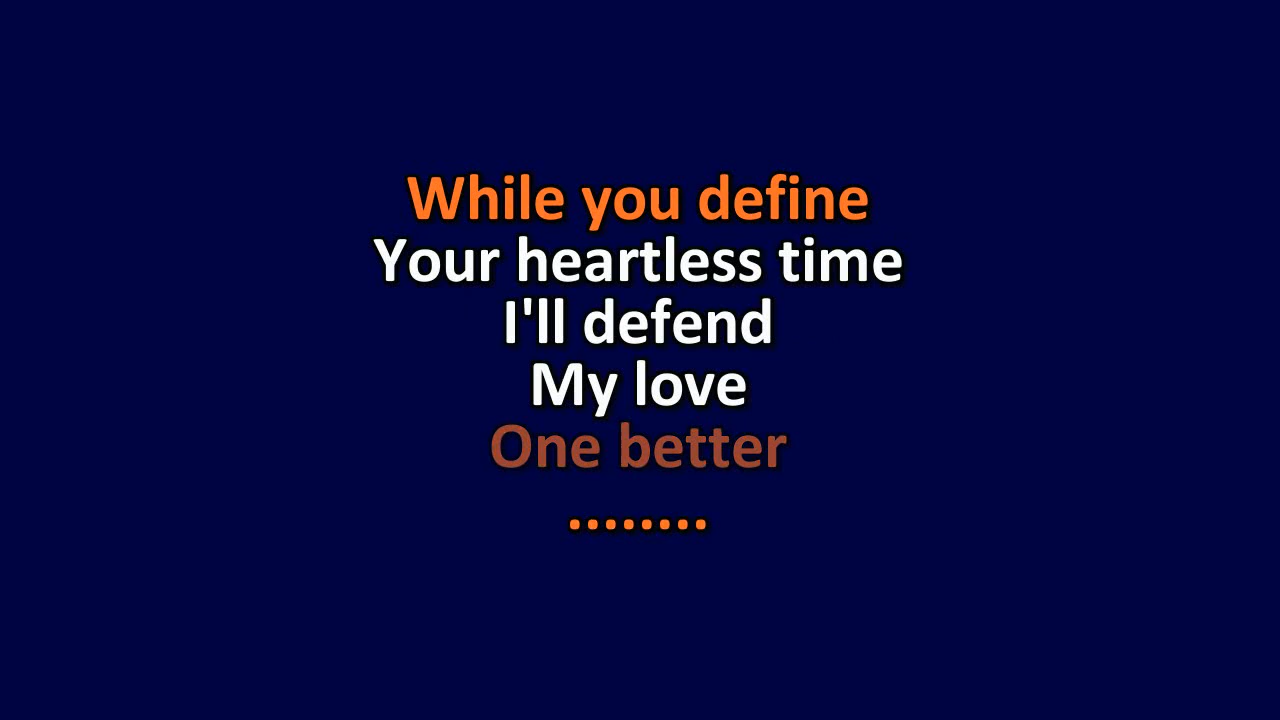 While you define
Your heartless time
I'll defend
My love
One better
........